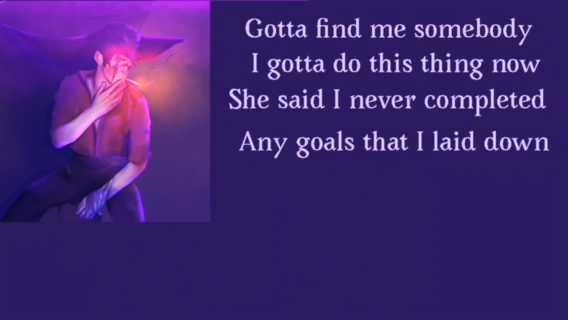 Gotta find me somebody
I gotta do this thing now
She said I never completed
Any goals that I laid down